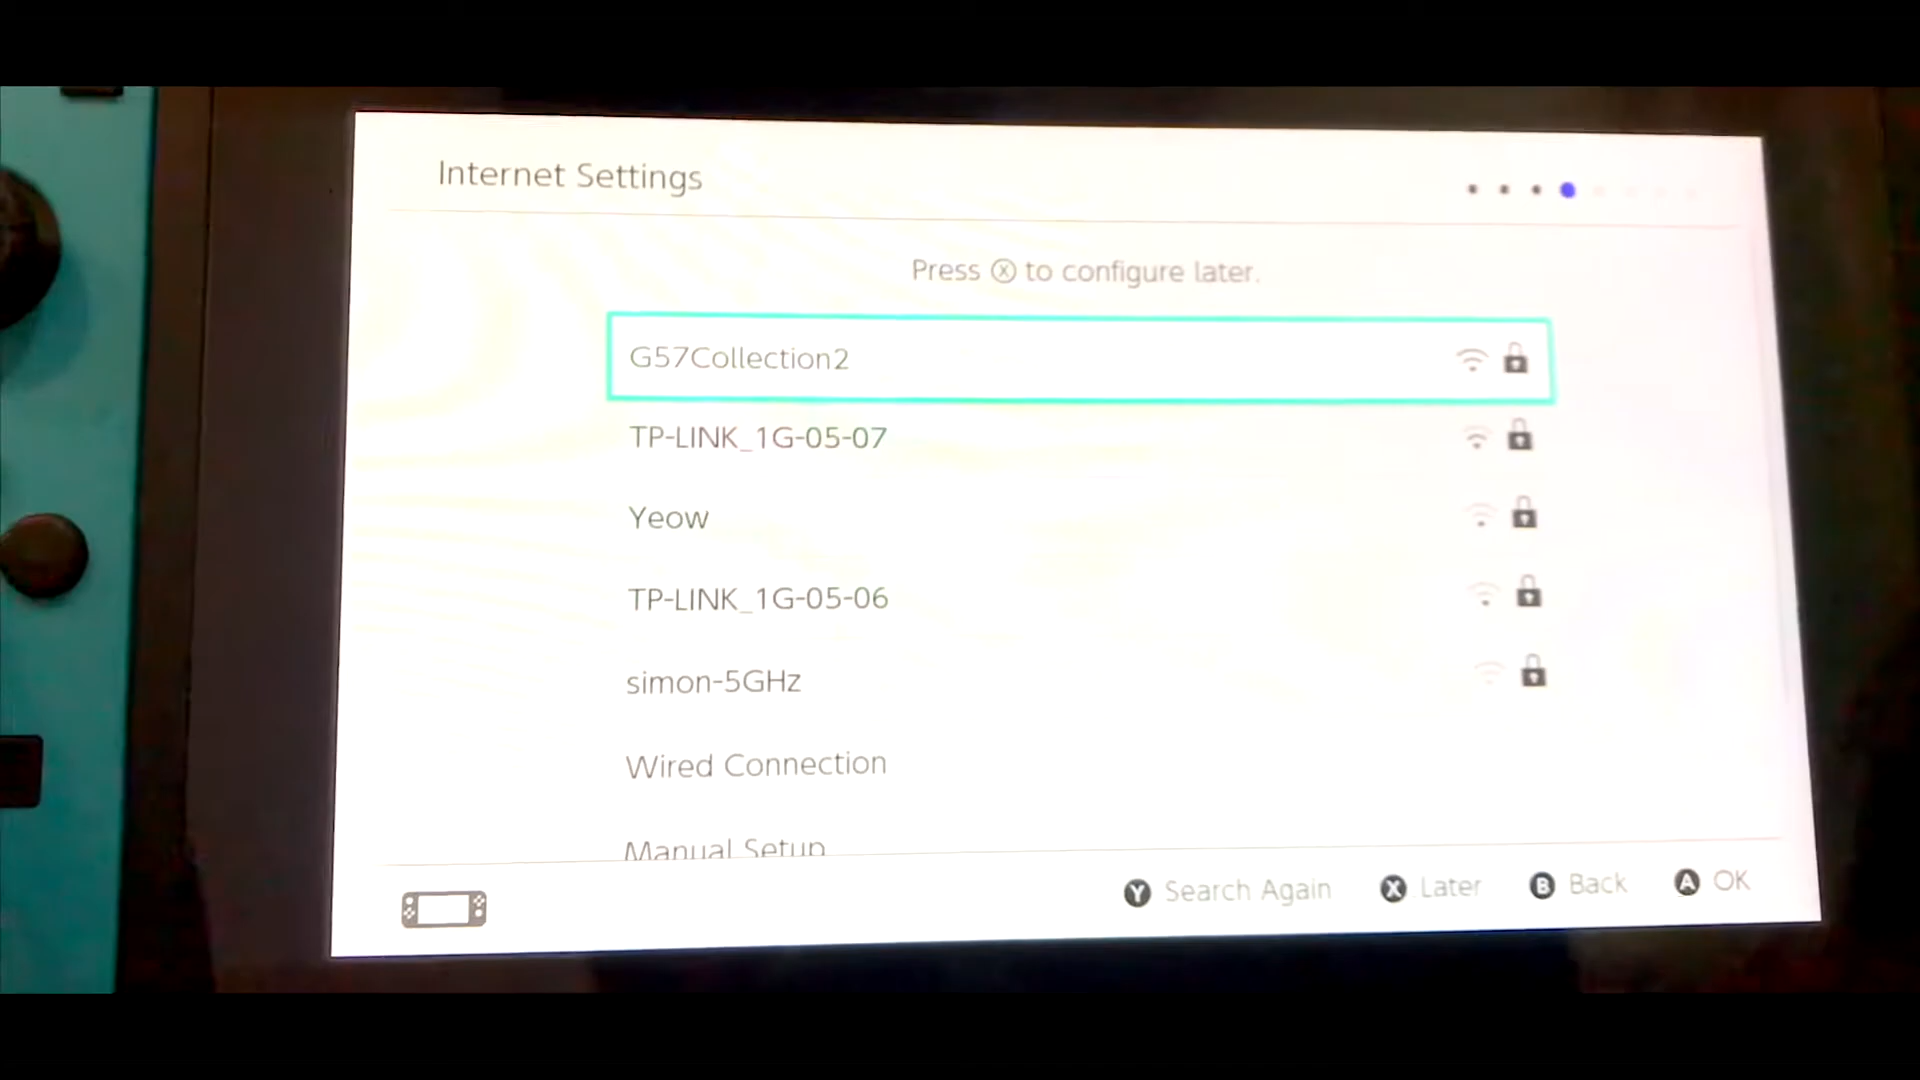 Internet Settings
Press Ⓧ to configure later.
G57Collection2
TP-LINK_1G-05-07
Yeow
TP-LINK_1G-05-06
simon-5GHz
Wired Connection
Manual Setup
Y Search Again X Later B Back A OK